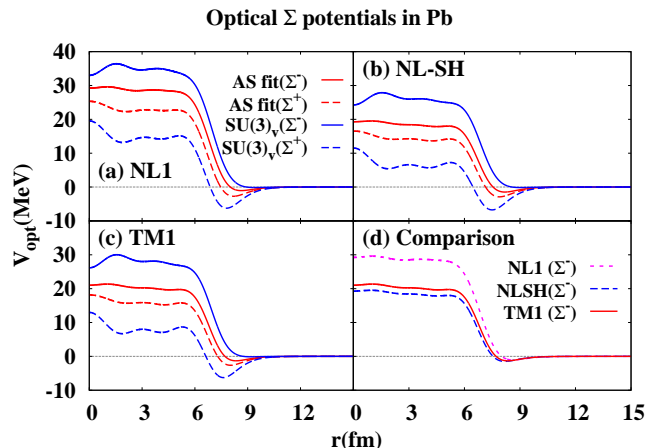 Optical Σ potentials in Pb
40
30
20
10
0
-10
AS fit(Σ⁻)
AS fit(Σ⁺)
SU(3)ᵥ(Σ⁻)
SU(3)ᵥ(Σ⁺)
(a) NL1
(b) NL-SH
30
20
10
0
-10
(c) TM1
(d) Comparison
NL1 (Σ⁻)
NLSH(Σ⁻)
TM1 (Σ⁻)
0 3 6 9 12 0 3 6 9 12 15
V_opt(MeV)
r(fm)